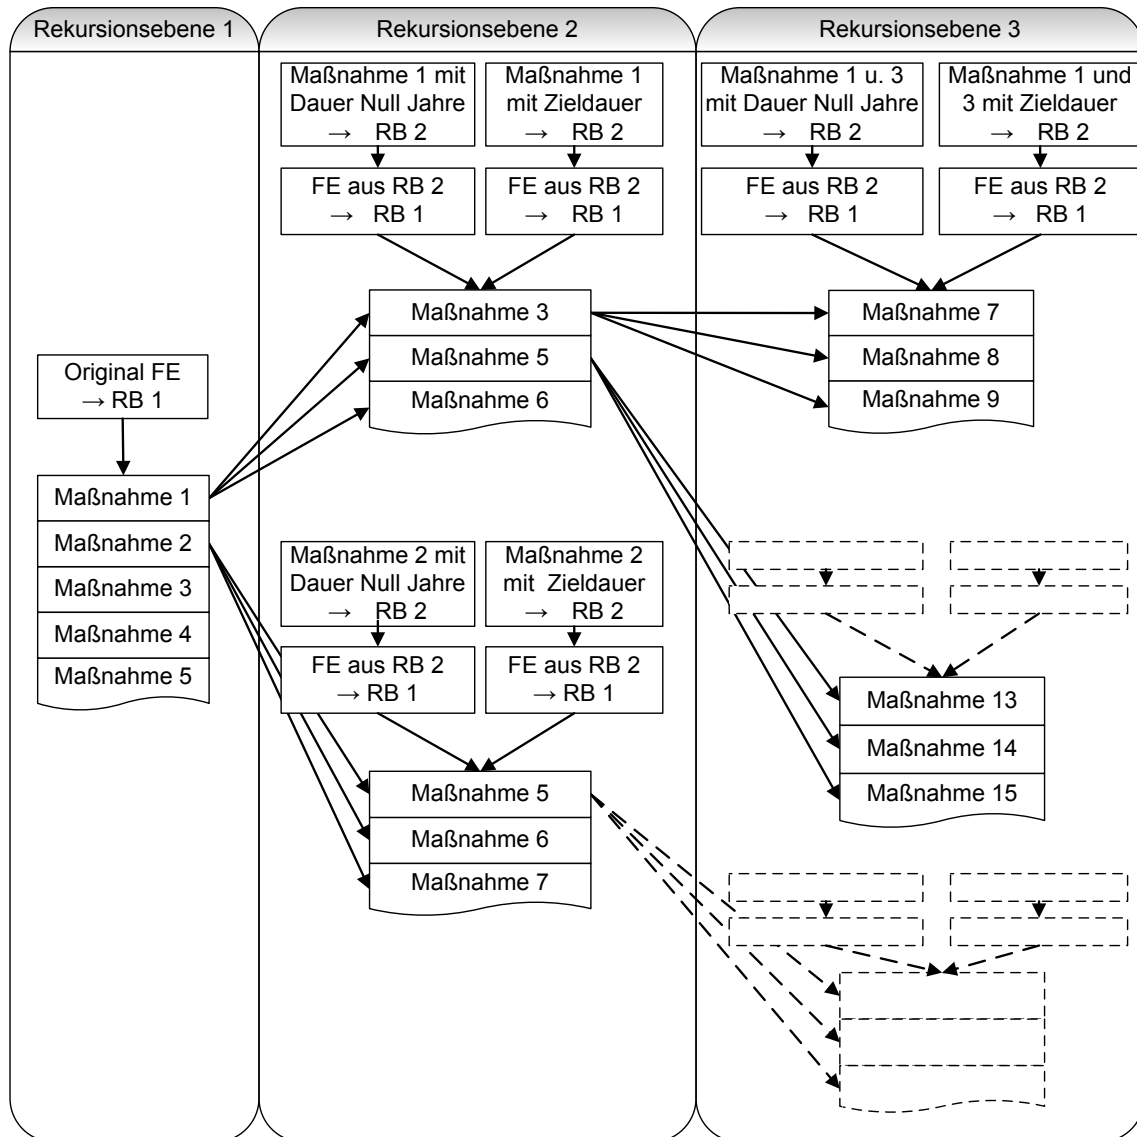 Rekursionsebene 1
Original FE
→ RB 1
Maßnahme 1
Maßnahme 2
Maßnahme 3
Maßnahme 4
Maßnahme 5
Rekursionsebene 2
Maßnahme 1 mit
Dauer Null Jahre
→ RB 2
Maßnahme 1
mit Zieldauer
→ RB 2
FE aus RB 2
→ RB 1
FE aus RB 2
→ RB 1
Maßnahme 3
Maßnahme 5
Maßnahme 6
Maßnahme 2 mit
Dauer Null Jahre
→ RB 2
Maßnahme 2
mit Zieldauer
→ RB 2
FE aus RB 2
→ RB 1
FE aus RB 2
→ RB 1
Maßnahme 5
Maßnahme 6
Maßnahme 7
Rekursionsebene 3
Maßnahme 1 u. 3
mit Dauer Null Jahre
→ RB 2
Maßnahme 1 und
3 mit Zieldauer
→ RB 2
FE aus RB 2
→ RB 1
FE aus RB 2
→ RB 1
Maßnahme 7
Maßnahme 8
Maßnahme 9
Maßnahme 13
Maßnahme 14
Maßnahme 15